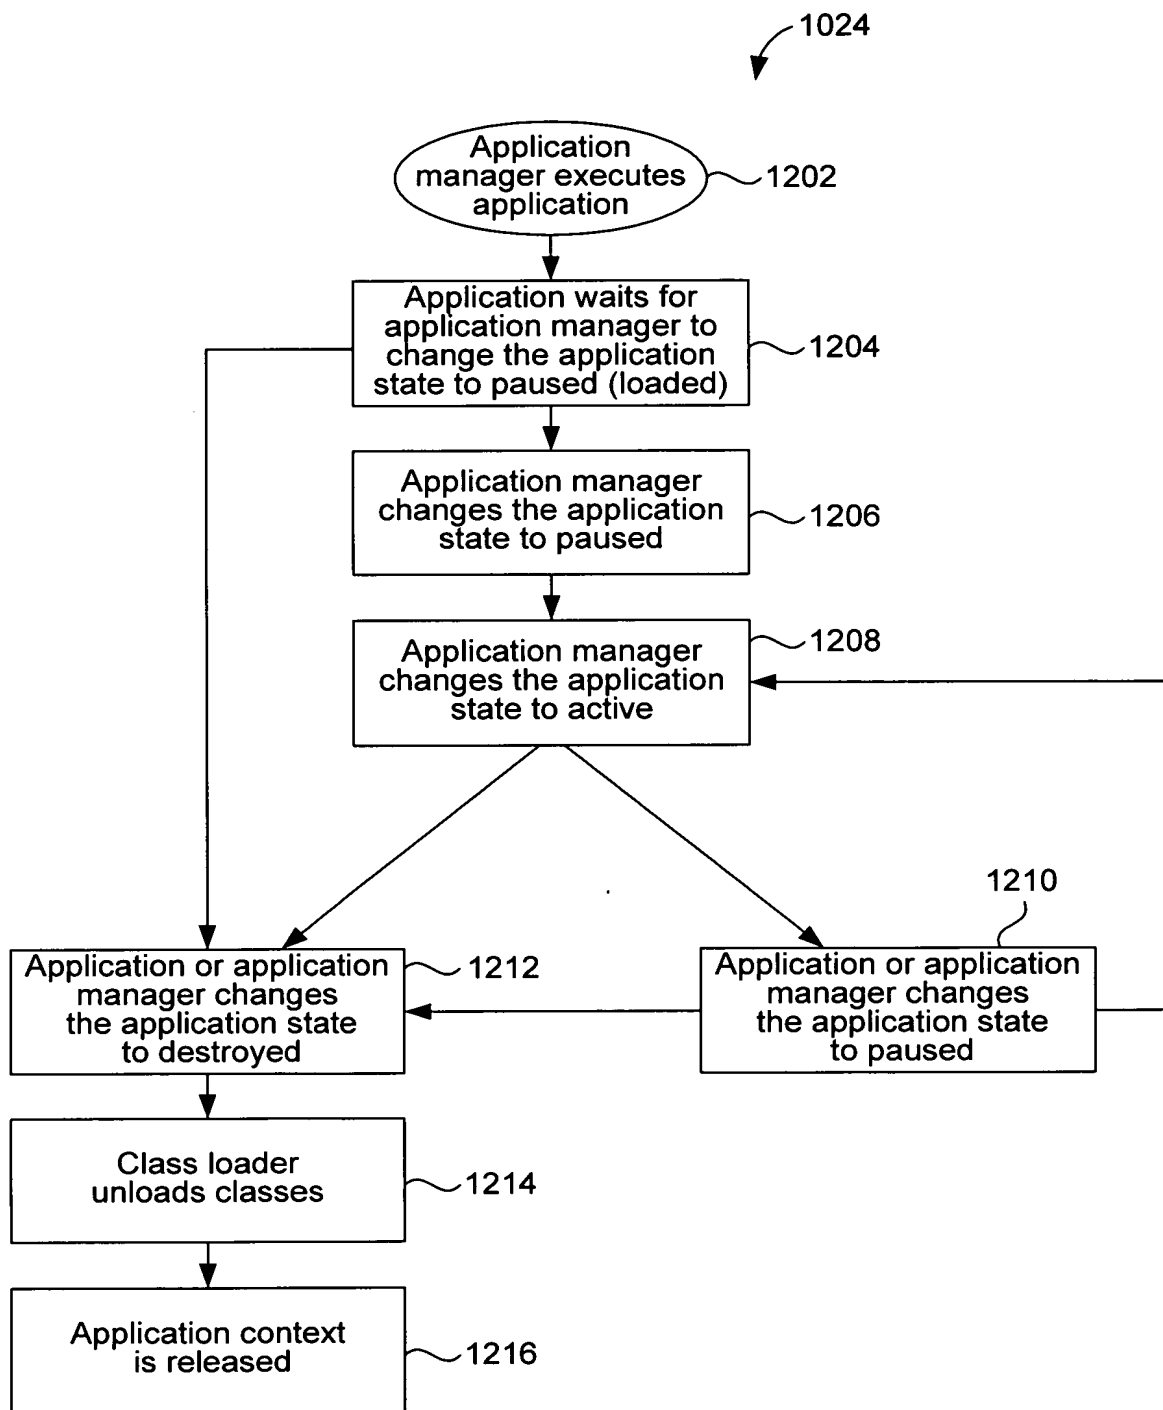 1024
Application
manager executes
application
1202
Application waits for
application manager to
change the application
state to paused (loaded)
1204
Application manager
changes the application
state to paused
1206
Application manager
changes the application
state to active
1208
1210
Application or application
manager changes
the application state
to destroyed
1212
Application or application
manager changes
the application state
to paused
Class loader
unloads classes
1214
Application context
is released
1216